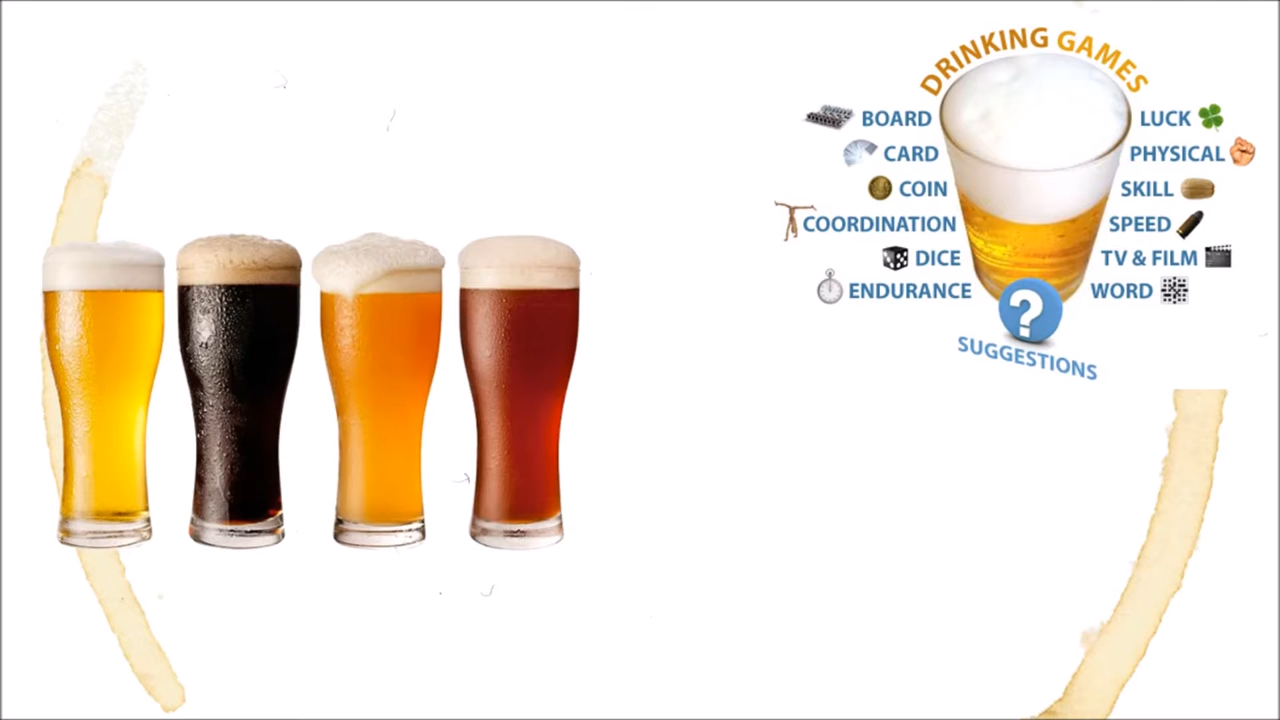 DRINKING GAMES
BOARD
CARD
COIN
COORDINATION
DICE
ENDURANCE
LUCK
PHYSICAL
SKILL
SPEED
TV & FILM
WORD
?
SUGGESTIONS